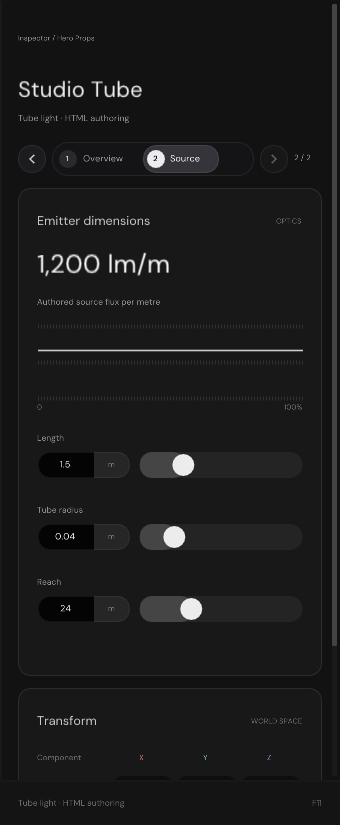 Inspector / Hero Props
Studio Tube
Tube light · HTML authoring
1 Overview 2 Source 2 / 2
Emitter dimensions OPTICS
1,200 lm/m
Authored source flux per metre
0 100%
Length
1.5 m
Tube radius
0.04 m
Reach
24 m
Transform WORLD SPACE
Component X Y Z
Tube light · HTML authoring F11